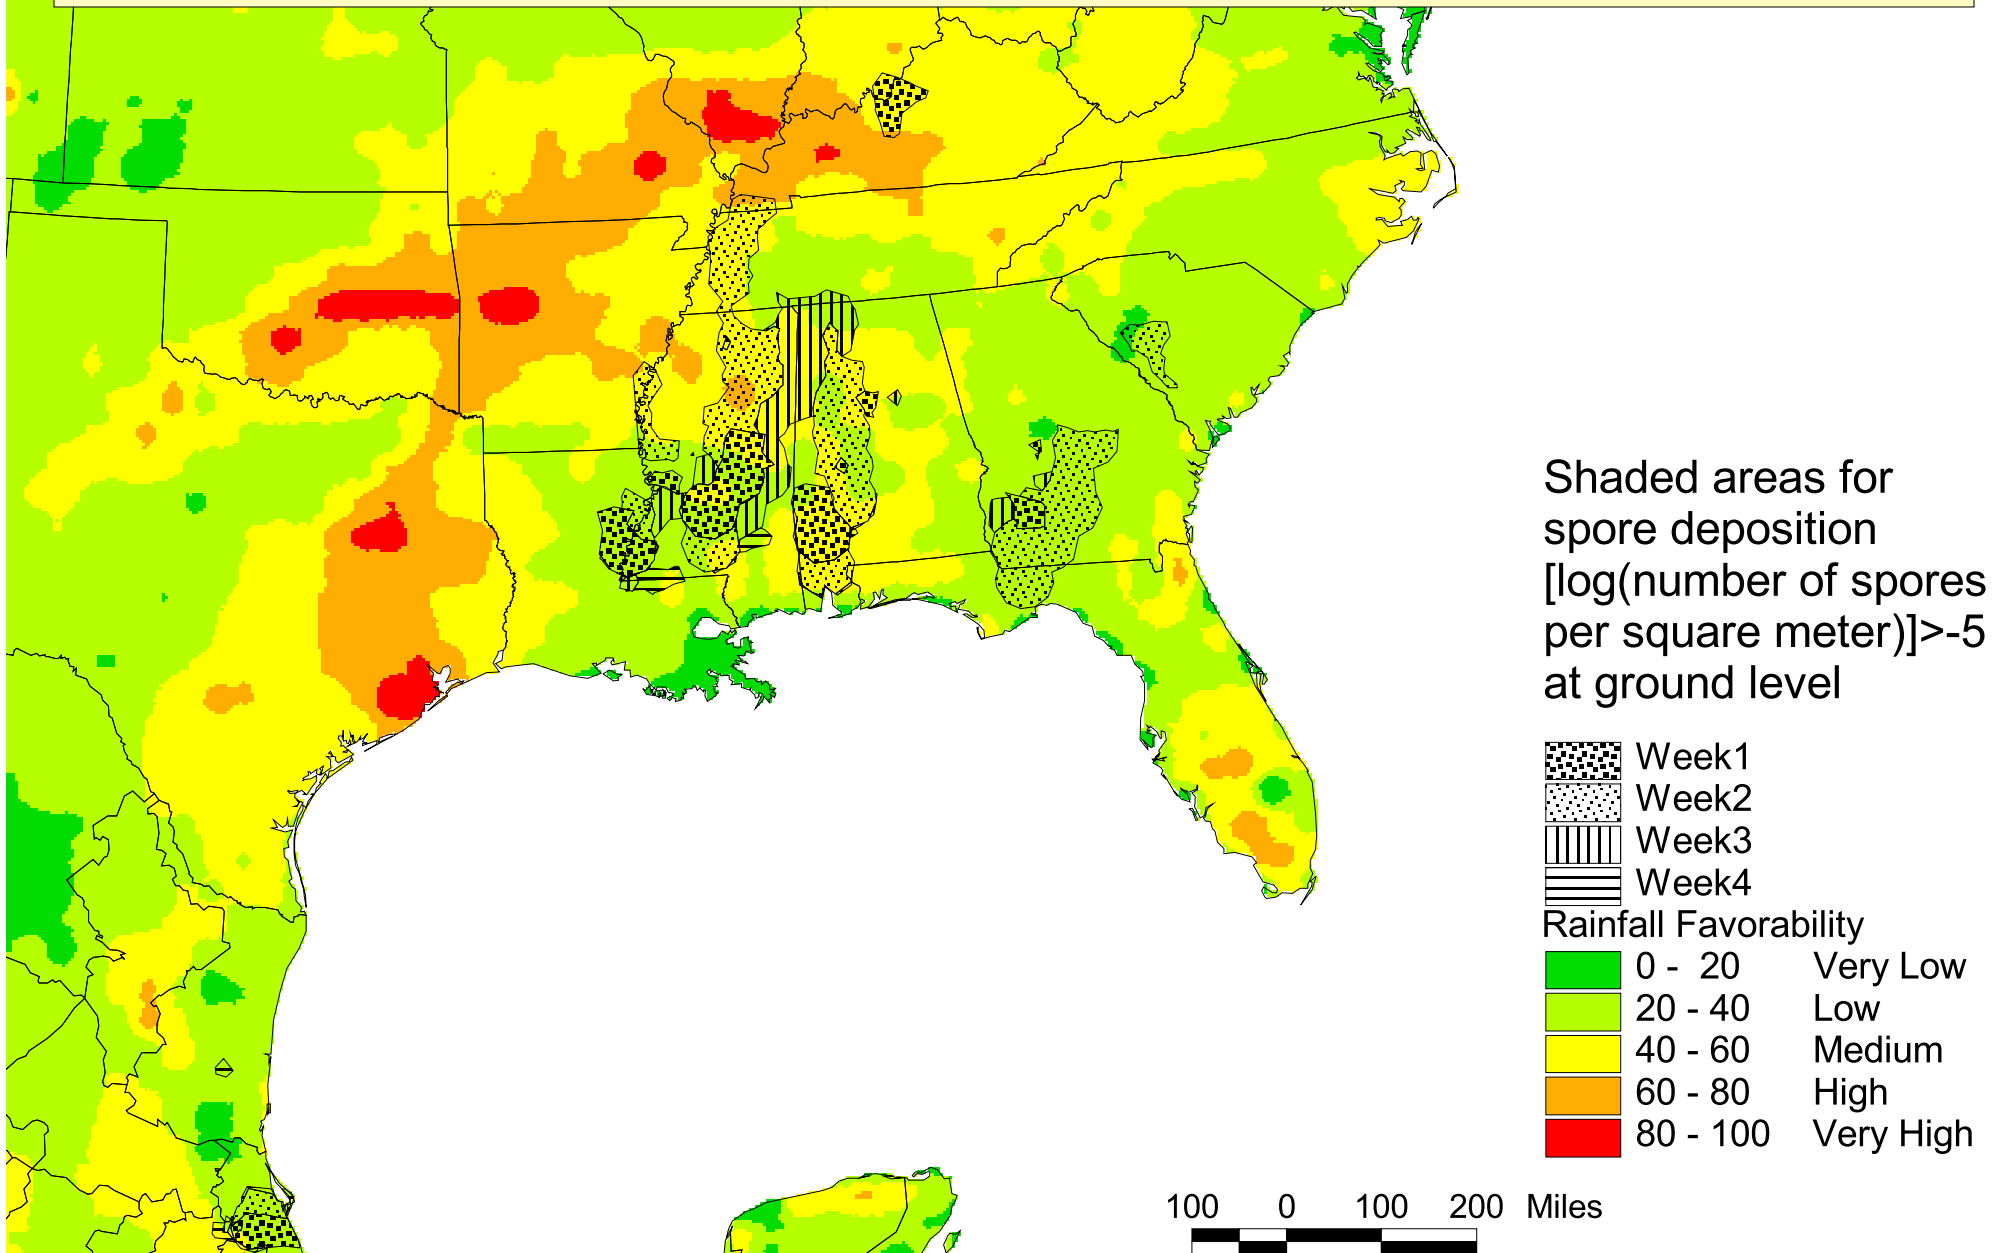 Shaded areas for
spore deposition
[log(number of spores
per square meter)]>-5
at ground level
Week1
Week2
Week3
Week4
Rainfall Favorability
0 - 20 Very Low
20 - 40 Low
40 - 60 Medium
60 - 80 High
80 - 100 Very High
100 0 100 200 Miles